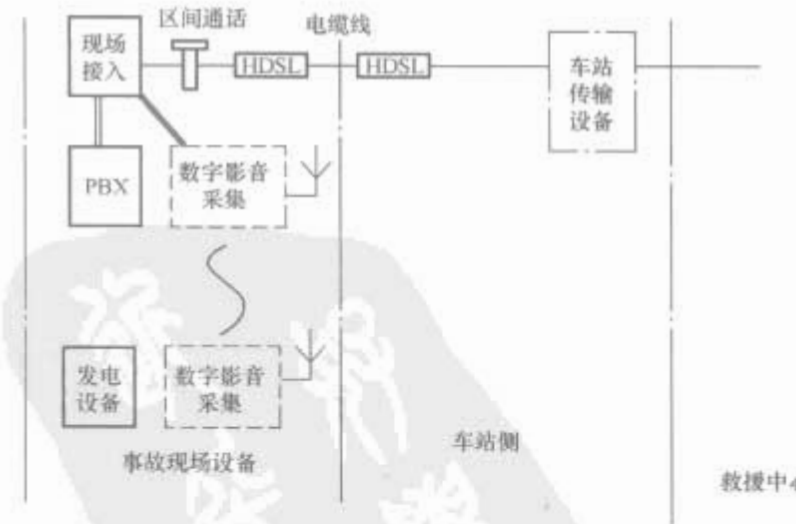 区间通话
电缆线
现场
接入
HDSL
HDSL
车站
传输
设备
PBX
数字影音
采集
发电
设备
数字影音
采集
事故现场设备
车站侧
救援中